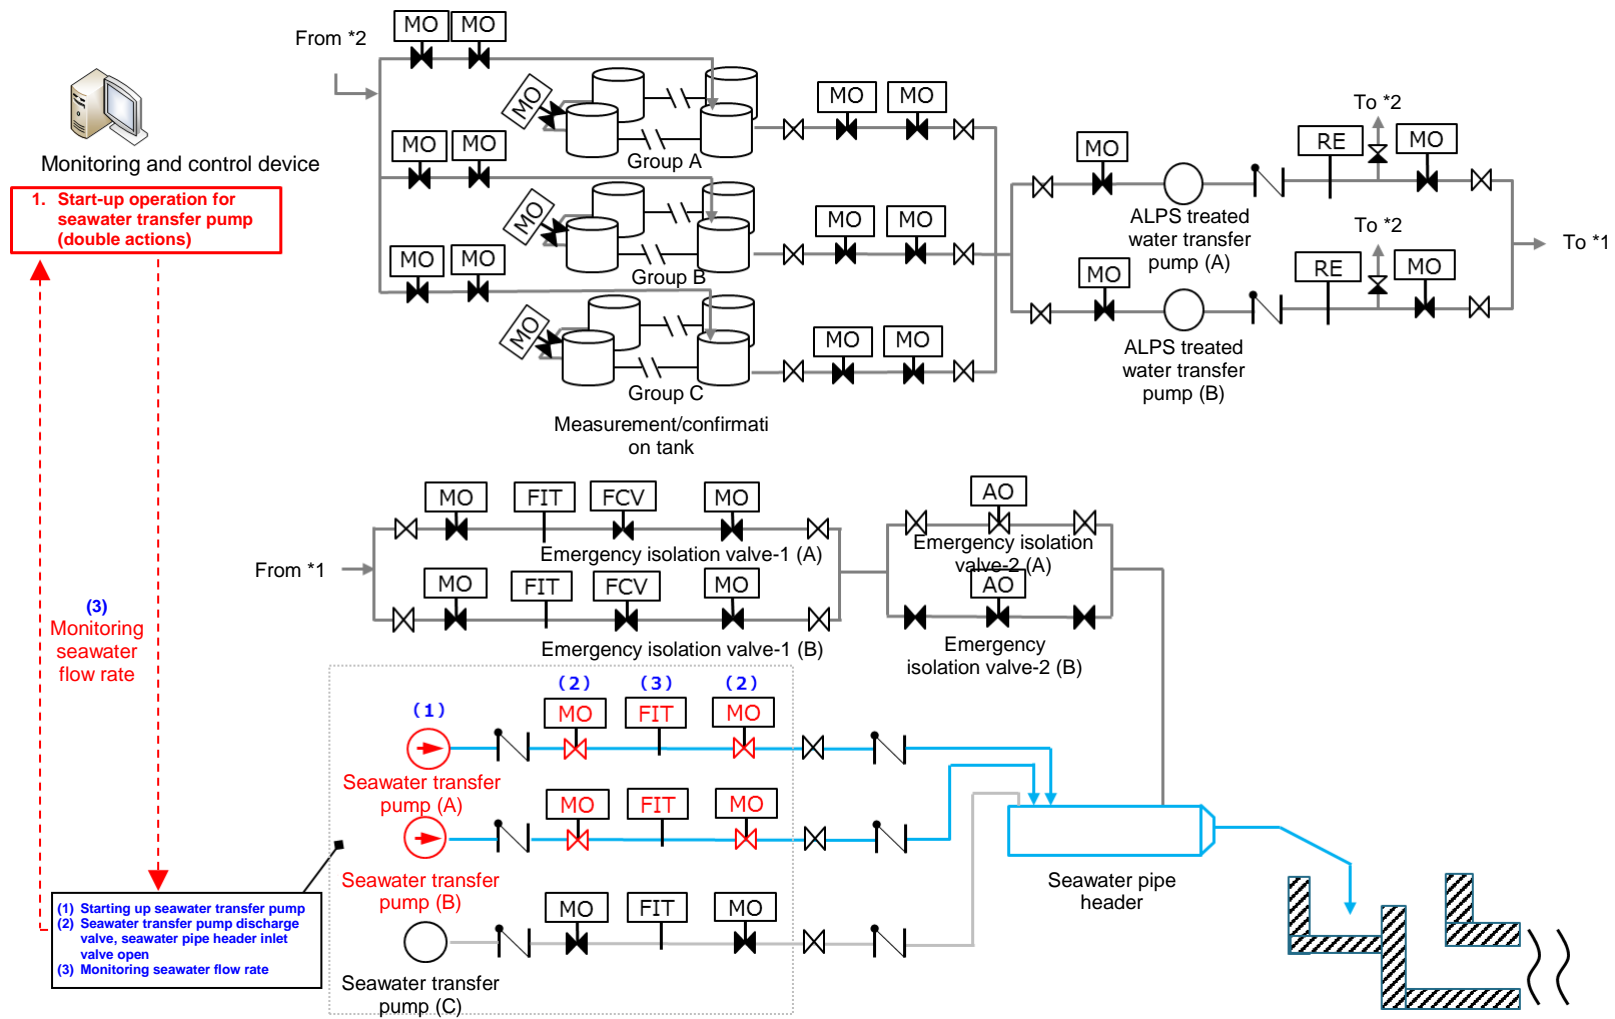 From *2
MO
MO
MO
Group A
MO
MO
MO
MO
MO
Group B
MO
MO
MO
MO
MO
Group C
MO
MO
Measurement/confirmati
on tank
MO
RE
To *2
MO
ALPS treated
water transfer
pump (A)
To *2
To *1
MO
RE
MO
ALPS treated
water transfer
pump (B)
Monitoring and control device
1. Start-up operation for
seawater transfer pump
(double actions)
(3)
Monitoring
seawater
flow rate
From *1
MO
FIT
FCV
MO
Emergency isolation valve-1 (A)
MO
FIT
FCV
MO
Emergency isolation valve-1 (B)
AO
Emergency isolation
valve-2 (A)
AO
Emergency
isolation valve-2 (B)
(1)
(2)
(3)
(2)
MO
FIT
MO
Seawater transfer
pump (A)
MO
FIT
MO
Seawater transfer
pump (B)
MO
FIT
MO
Seawater transfer
pump (C)
Seawater pipe
header
(1) Starting up seawater transfer pump
(2) Seawater transfer pump discharge
valve, seawater pipe header inlet
valve open
(3) Monitoring seawater flow rate